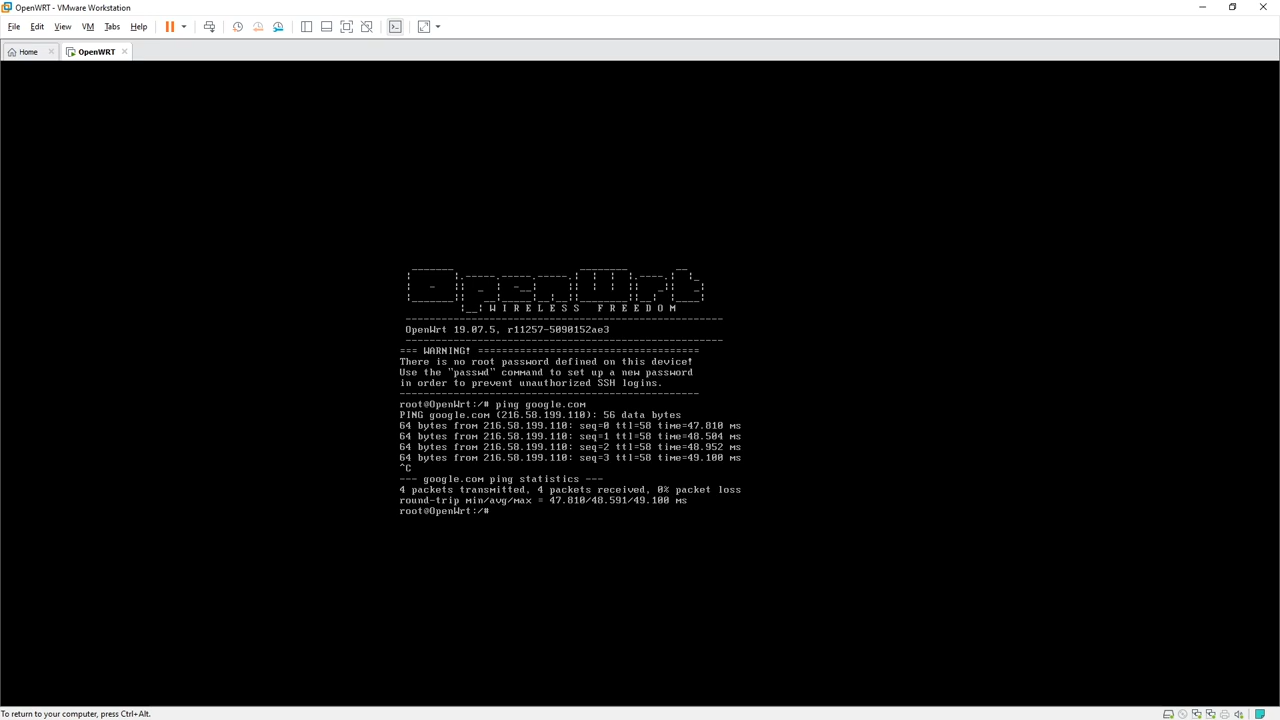 OpenWRT - VMware Workstation
File Edit View VM Tabs Help
Home OpenWRT
W I R E L E S S   F R E E D O M
-----------------------------------------------------
OpenWrt 19.07.5, r11257-5090152ae3
-----------------------------------------------------
=== WARNING! =====================================
There is no root password defined on this device!
Use the "passwd" command to set up a new password
in order to prevent unauthorized SSH logins.
--------------------------------------------------
root@OpenWrt:/# ping google.com
PING google.com (216.58.199.110): 56 data bytes
64 bytes from 216.58.199.110: seq=0 ttl=58 time=47.810 ms
64 bytes from 216.58.199.110: seq=1 ttl=58 time=48.504 ms
64 bytes from 216.58.199.110: seq=2 ttl=58 time=48.952 ms
64 bytes from 216.58.199.110: seq=3 ttl=58 time=49.100 ms
^C
--- google.com ping statistics ---
4 packets transmitted, 4 packets received, 0% packet loss
round-trip min/avg/max = 47.810/48.591/49.100 ms
root@OpenWrt:/#
To return to your computer, press Ctrl+Alt.